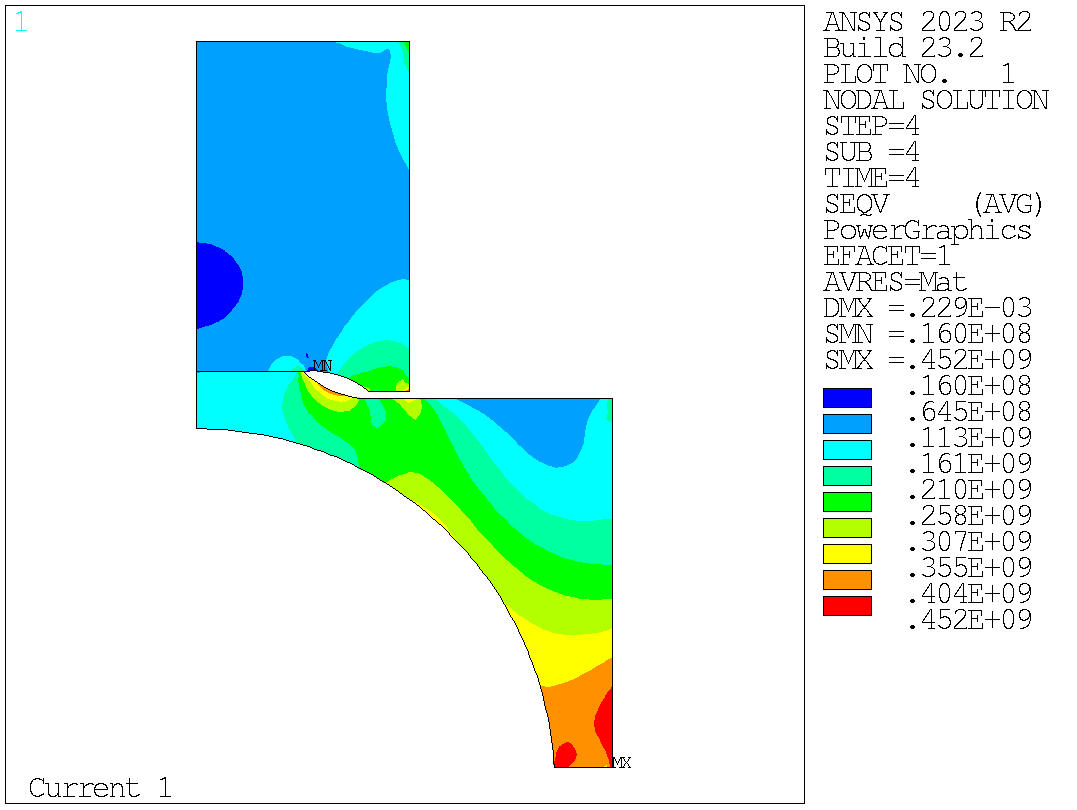 1
ANSYS 2023 R2
Build 23.2
PLOT NO. 1
NODAL SOLUTION
STEP=4
SUB =4
TIME=4
SEQV (AVG)
PowerGraphics
EFACET=1
AVRES=Mat
DMX =.229E-03
SMN =.160E+08
SMX =.452E+09
.160E+08
.645E+08
.113E+09
.161E+09
.210E+09
.258E+09
.307E+09
.355E+09
.404E+09
.452E+09
MN
MX
Current 1